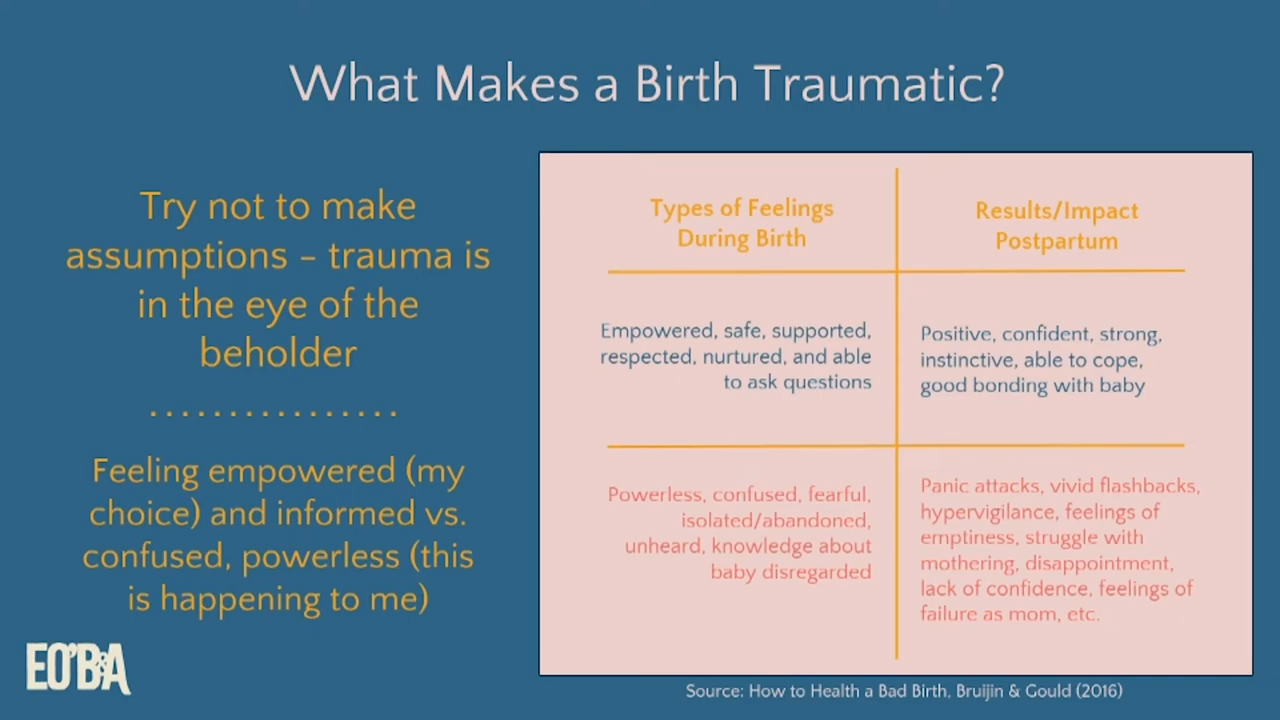 What Makes a Birth Traumatic?
Try not to make
assumptions – trauma is
in the eye of the
beholder
................
Feeling empowered (my
choice) and informed vs.
confused, powerless (this
is happening to me)
Types of Feelings
During Birth
Results/Impact
Postpartum
Empowered, safe, supported,
respected, nurtured, and able
to ask questions
Positive, confident, strong,
instinctive, able to cope,
good bonding with baby
Powerless, confused, fearful,
isolated/abandoned,
unheard, knowledge about
baby disregarded
Panic attacks, vivid flashbacks,
hypervigilance, feelings of
emptiness, struggle with
mothering, disappointment,
lack of confidence, feelings of
failure as mom, etc.
EO'B&A
Source: How to Health a Bad Birth, Bruijin & Gould (2016)